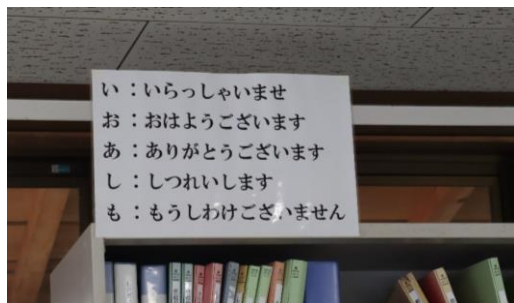 い：いらっしゃいませ
お：おはようございます
あ：ありがとうございます
し：しつれいします
も：もうしわけございません